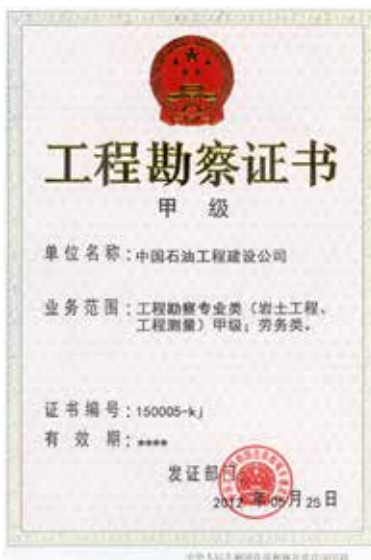 工程勘察证书
甲 级
单位名称：中国石油工程建设公司
业务范围：工程勘察专业类（岩土工程、
工程测量）甲级；劳务类。
证书编号：150005-kj
有 效 期：****
发证部门
2012 年 05 月 25 日